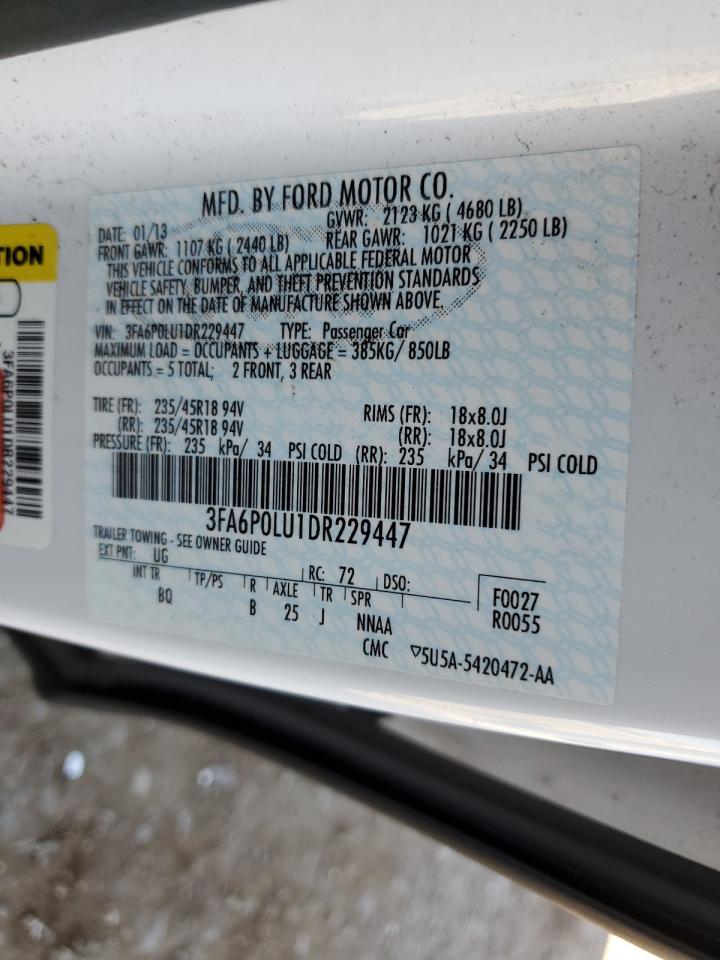 MFD. BY FORD MOTOR CO.
DATE: 01/13
GVWR: 2123 KG ( 4680 LB)
FRONT GAWR: 1107 KG ( 2440 LB)
REAR GAWR: 1021 KG ( 2250 LB)
THIS VEHICLE CONFORMS TO ALL APPLICABLE FEDERAL MOTOR
VEHICLE SAFETY, BUMPER, AND THEFT PREVENTION STANDARDS
IN EFFECT ON THE DATE OF MANUFACTURE SHOWN ABOVE.
VIN: 3FA6P0LU1DR229447 TYPE: Passenger Car
MAXIMUM LOAD = OCCUPANTS + LUGGAGE = 385KG/ 850LB
OCCUPANTS = 5 TOTAL; 2 FRONT, 3 REAR
TIRE (FR): 235/45R18 94V RIMS (FR): 18x8.0J
(RR): 235/45R18 94V (RR): 18x8.0J
PRESSURE (FR): 235 kPa/ 34 PSI COLD (RR): 235 kPa/ 34 PSI COLD
3FA6P0LU1DR229447
TRAILER TOWING - SEE OWNER GUIDE
EXT PNT: UG RC: 72 DSO:
INT TR TP/PS R AXLE TR SPR
BQ B 25 J NNAA
F0027
R0055
CMC ▽5U5A-5420472-AA
TION
3FA6P0LU1DR229447